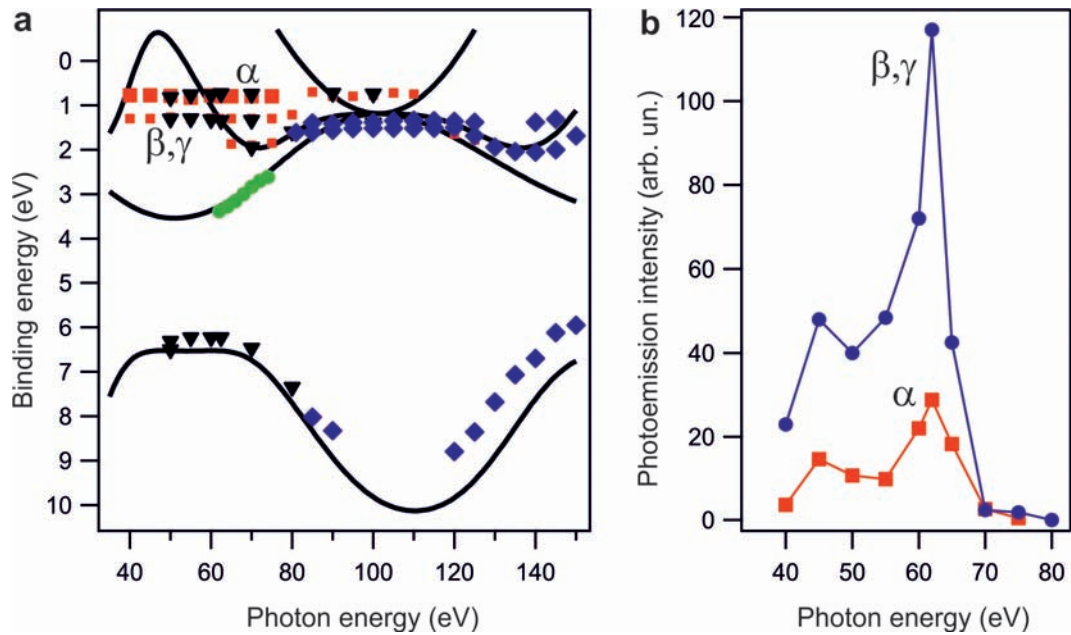 a
Binding energy (eV)
0
1
2
3
4
5
6
7
8
9
10
α
β,γ
40
60
80
100
120
140
Photon energy (eV)
b
Photoemission intensity (arb. un.)
120
100
80
60
40
20
0
β,γ
α
40
50
60
70
80
Photon energy (eV)